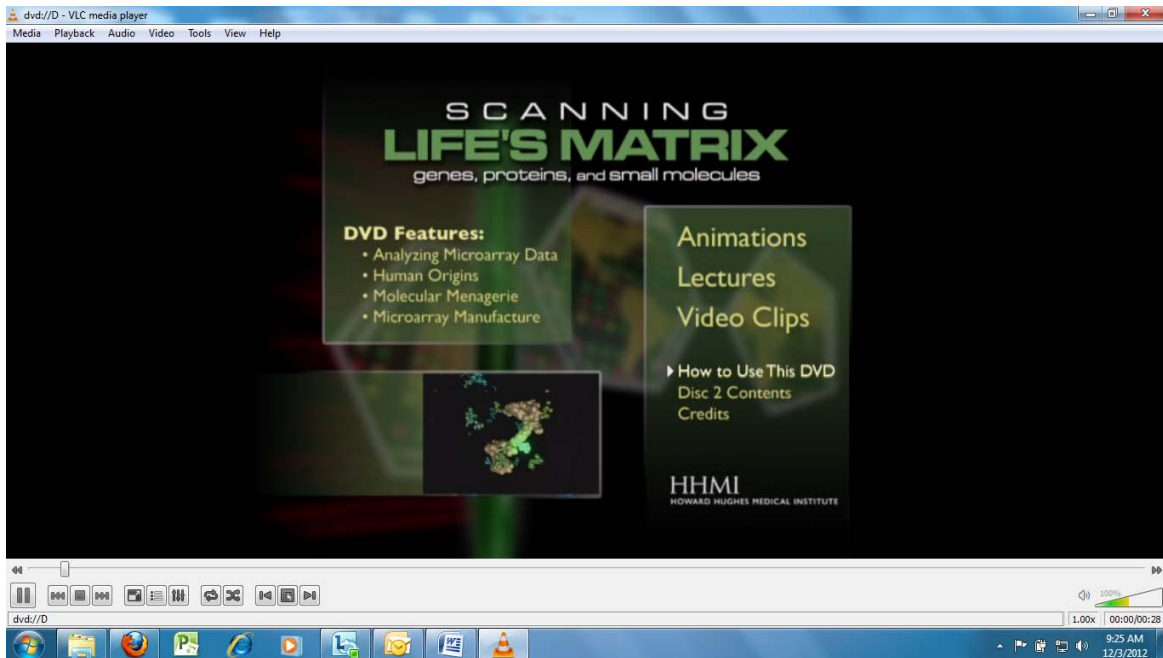 dvd://D - VLC media player
Media Playback Audio Video Tools View Help
SCANNING
LIFE'S MATRIX
genes, proteins, and small molecules
DVD Features:
• Analyzing Microarray Data
• Human Origins
• Molecular Menagerie
• Microarray Manufacture
Animations
Lectures
Video Clips
How to Use This DVD
Disc 2 Contents
Credits
HHMI
HOWARD HUGHES MEDICAL INSTITUTE
100%
dvd://D
1.00x 00:00/00:28
9:25 AM
12/3/2012